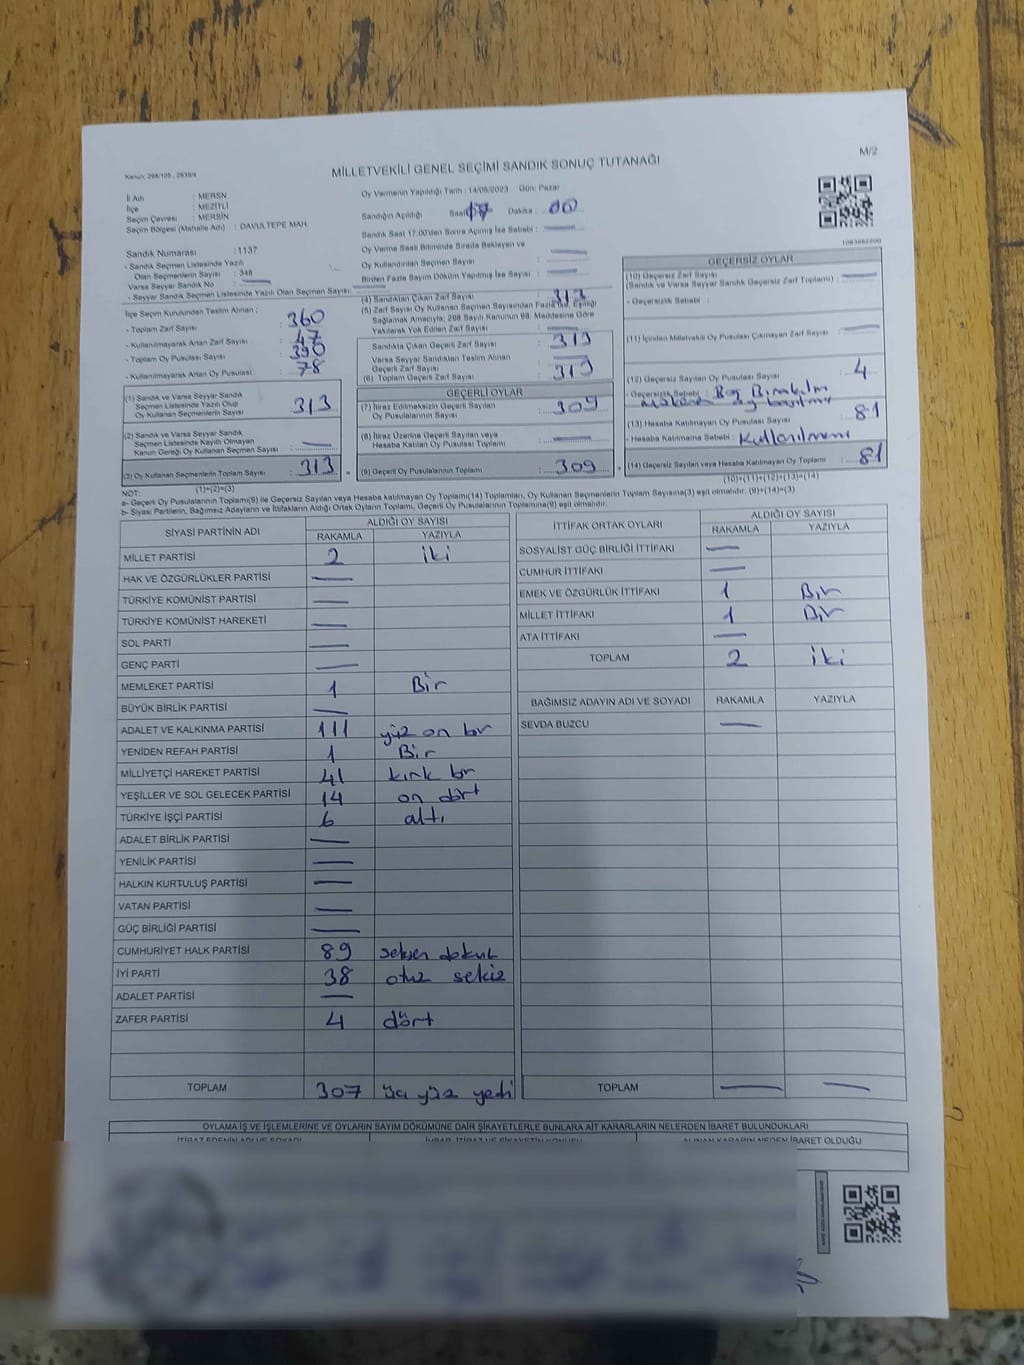 M/2
Kanun: 298/105 , 2839/4
MİLLETVEKİLİ GENEL SEÇİMİ SANDIK SONUÇ TUTANAĞI
İl Adı : MERSİN
İlçe : MEZİTLİ
Seçim Çevresi : MERSİN
Seçim Bölgesi (Mahalle Adı) : DAVULTEPE MAH.
Sandık Numarası : 1137
- Sandık Seçmen Listesinde Yazılı
Olan Seçmenlerin Sayısı : 348
Varsa Seyyar Sandık No :
- Seyyar Sandık Seçmen Listesinde Yazılı Olan Seçmen Sayısı:
Oy Vermenin Yapıldığı Tarih : 14/05/2023 Gün: Pazar
Sandığın Açıldığı Saat: 17 Dakika : 00
Sandık Saat 17:00'den Sonra Açılmış İse Sebebi :
Oy Verme Saati Bitiminde Sırada Bekleyen ve
Oy Kullandırılan Seçmen Sayısı :
Birden Fazla Sayım Döküm Yapılmış İse Sayısı :
1083682200
İlçe Seçim Kurulundan Teslim Alınan ;
- Toplam Zarf Sayısı : 360
- Kullanılmayarak Artan Zarf Sayısı : 47
- Toplam Oy Pusulası Sayısı : 390
- Kullanılmayarak Artan Oy Pusulası : 78
(1) Sandık ve Varsa Seyyar Sandık
Seçmen Listesinde Yazılı Olup
Oy Kullanan Seçmenlerin Sayısı : 313
(2) Sandık ve Varsa Seyyar Sandık
Seçmen Listesinde Kayıtlı Olmayan
Kanun Gereği Oy Kullanan Seçmen Sayısı :
(3) Oy Kullanan Seçmenlerin Toplam Sayısı : 313
(1)+(2)=(3)
(4) Sandıktan Çıkan Zarf Sayısı : 313
(5) Zarf Sayısı Oy Kullanan Seçmen Sayısından Fazla İse, Eşitliği
Sağlamak Amacıyla; 298 Sayılı Kanunun 98. Maddesine Göre
Yakılarak Yok Edilen Zarf Sayısı :
Sandıkta Çıkan Geçerli Zarf Sayısı : 313
Varsa Seyyar Sandıktan Teslim Alınan
Geçerli Zarf Sayısı :
(6) Toplam Geçerli Zarf Sayısı : 313
GEÇERLİ OYLAR
(7) İtiraz Edilmeksizin Geçerli Sayılan
Oy Pusulalarının Sayısı : 309
(8) İtiraz Üzerine Geçerli Sayılan veya
Hesaba Katılan Oy Pusulası Toplamı :
(9) Geçerli Oy Pusulalarının Toplamı : 309
GEÇERSİZ OYLAR
(10) Geçersiz Zarf Sayısı
(Sandık ve Varsa Seyyar Sandık Geçersiz Zarf Toplamı) :
- Geçersizlik Sebebi :
(11) İçinden Milletvekili Oy Pusulası Çıkmayan Zarf Sayısı :
(12) Geçersiz Sayılan Oy Pusulası Sayısı : 4
- Geçersizlik Sebebi : Boş Bırakılm
(13) Hesaba Katılmayan Oy Pusulası Sayısı : 81
- Hesaba Katılmama Sebebi : Kullanılmamı
(14) Geçersiz Sayılan veya Hesaba Katılmayan Oy Toplamı : 81
(10)+(11)+(12)+(13)=(14)
NOT:
a- Geçerli Oy Pusulalarının Toplamı(9) ile Geçersiz Sayılan veya Hesaba katılmayan Oy Toplamı(14) Toplamları, Oy Kullanan Seçmenlerin Toplam Sayısına(3) eşit olmalıdır. (9)+(14)=(3)
b- Siyasi Partilerin, Bağımsız Adayların ve İttifakların Aldığı Ortak Oyların Toplamı, Geçerli Oy Pusulalarının Toplamına(9) eşit olmalıdır.
SİYASİ PARTİNİN ADI ALDIĞI OY SAYISI
RAKAMLA YAZIYLA
MİLLET PARTİSİ 2 iki
HAK VE ÖZGÜRLÜKLER PARTİSİ
TÜRKİYE KOMÜNİST PARTİSİ
TÜRKİYE KOMÜNİST HAREKETİ
SOL PARTİ
GENÇ PARTİ
MEMLEKET PARTİSİ 1 Bir
BÜYÜK BİRLİK PARTİSİ
ADALET VE KALKINMA PARTİSİ 111 yüz on bir
YENİDEN REFAH PARTİSİ 1 Bir
MİLLİYETÇİ HAREKET PARTİSİ 41 kırk bir
YEŞİLLER VE SOL GELECEK PARTİSİ 14 on dört
TÜRKİYE İŞÇİ PARTİSİ 6 altı
ADALET BİRLİK PARTİSİ
YENİLİK PARTİSİ
HALKIN KURTULUŞ PARTİSİ
VATAN PARTİSİ
GÜÇ BİRLİĞİ PARTİSİ
CUMHURİYET HALK PARTİSİ 89 seksen dokuz
İYİ PARTİ 38 otuz sekiz
ADALET PARTİSİ
ZAFER PARTİSİ 4 dört
TOPLAM 307 üç yüz yedi
İTTİFAK ORTAK OYLARI ALDIĞI OY SAYISI
RAKAMLA YAZIYLA
SOSYALİST GÜÇ BİRLİĞİ İTTİFAKI
CUMHUR İTTİFAKI
EMEK VE ÖZGÜRLÜK İTTİFAKI 1 Bir
MİLLET İTTİFAKI 1 Bir
ATA İTTİFAKI
TOPLAM 2 iki
BAĞIMSIZ ADAYIN ADI VE SOYADI RAKAMLA YAZIYLA
SEVDA BUZCU
TOPLAM
OYLAMA İŞ VE İŞLEMLERİNE VE OYLARIN SAYIM DÖKÜMÜNE DAİR ŞİKAYETLERLE BUNLARA AİT KARARLARIN NELERDEN İBARET BULUNDUKLARI
İTİRAZ EDENİN ADI VE SOYADI İHBAR, İTİRAZ VE ŞİKAYETİN KONUSU ALINAN KARARIN NEDEN İBARET OLDUĞU